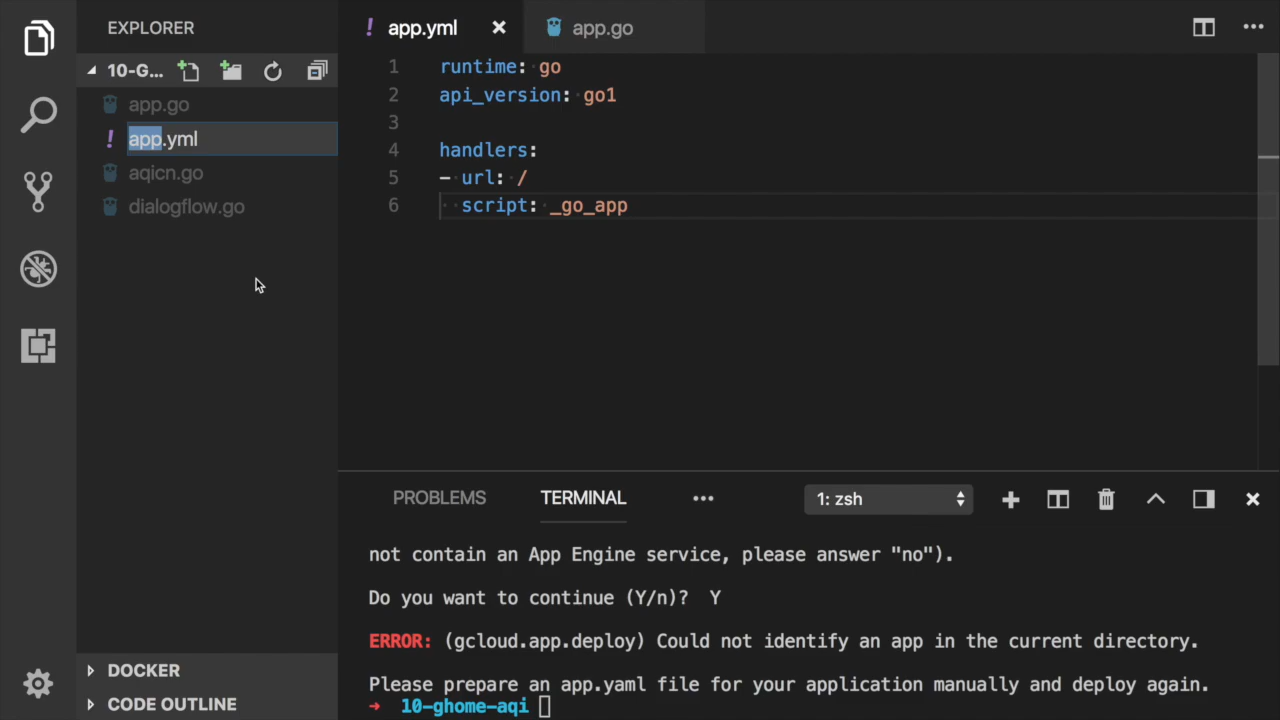 EXPLORER
10-G...
app.go
! app.yml
aqicn.go
dialogflow.go
DOCKER
CODE OUTLINE
! app.yml
app.go
1 runtime: go
2 api_version: go1
3
4 handlers:
5 - url: /
6 script: _go_app
PROBLEMS TERMINAL ... 1: zsh
not contain an App Engine service, please answer "no").
Do you want to continue (Y/n)? Y
ERROR: (gcloud.app.deploy) Could not identify an app in the current directory.
Please prepare an app.yaml file for your application manually and deploy again.
→ 10-ghome-aqi